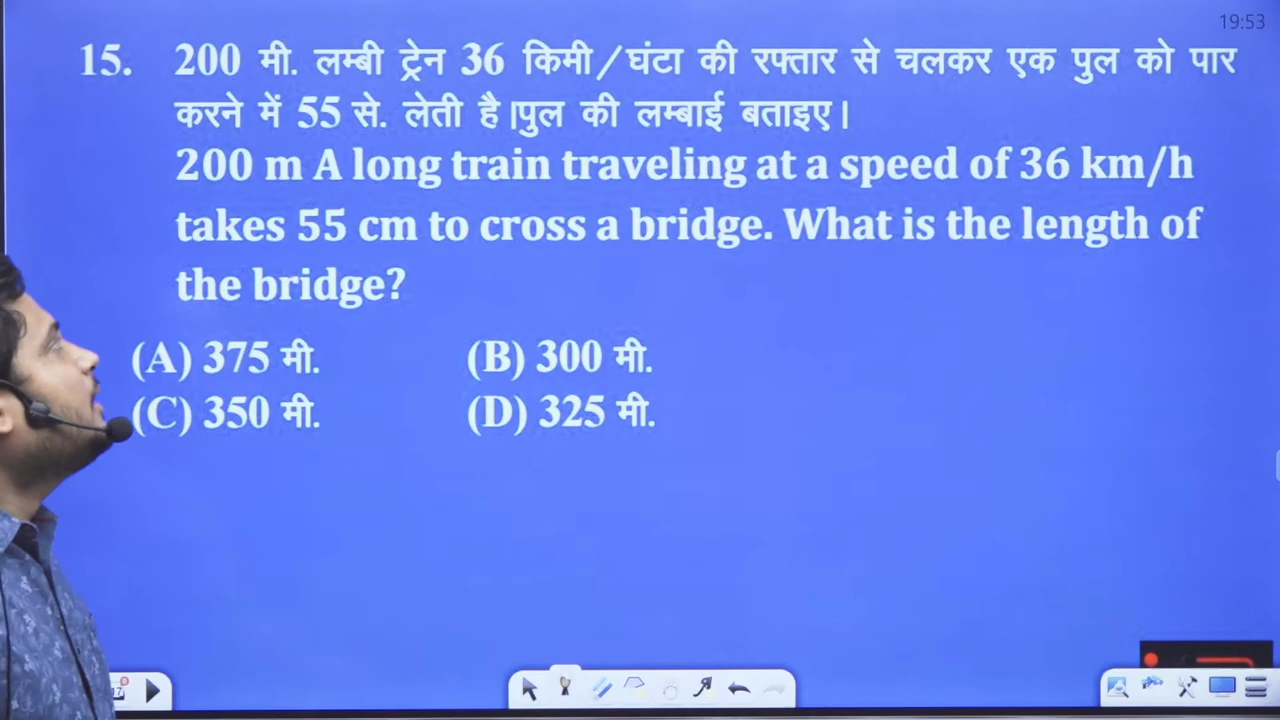 19:53
15. 200 मी. लम्बी ट्रेन 36 किमी/घंटा की रफ्तार से चलकर एक पुल को पार
करने में 55 से. लेती है।पुल की लम्बाई बताइए।
200 m A long train traveling at a speed of 36 km/h
takes 55 cm to cross a bridge. What is the length of
the bridge?
(A) 375 मी. (B) 300 मी.
(C) 350 मी. (D) 325 मी.